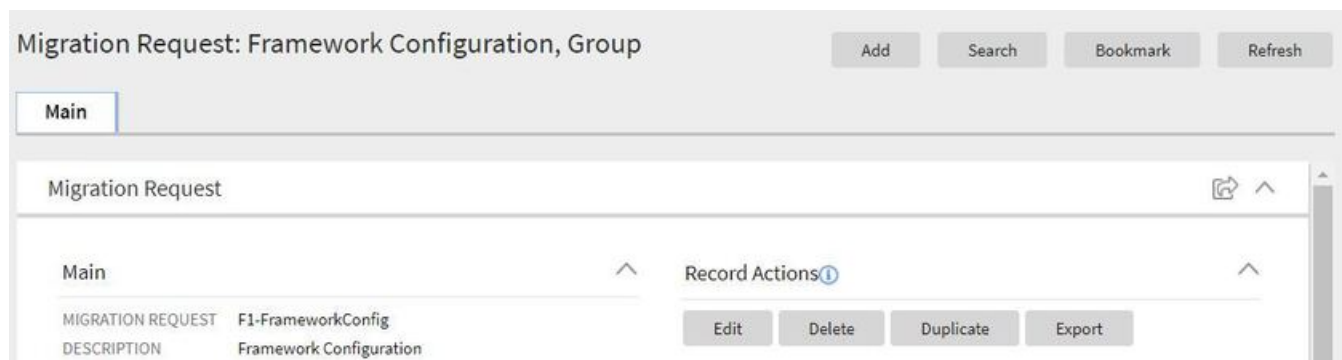 Migration Request: Framework Configuration, Group
Add
Search
Bookmark
Refresh
Main
Migration Request
Main
Record Actions
MIGRATION REQUEST F1-FrameworkConfig
DESCRIPTION Framework Configuration
Edit
Delete
Duplicate
Export